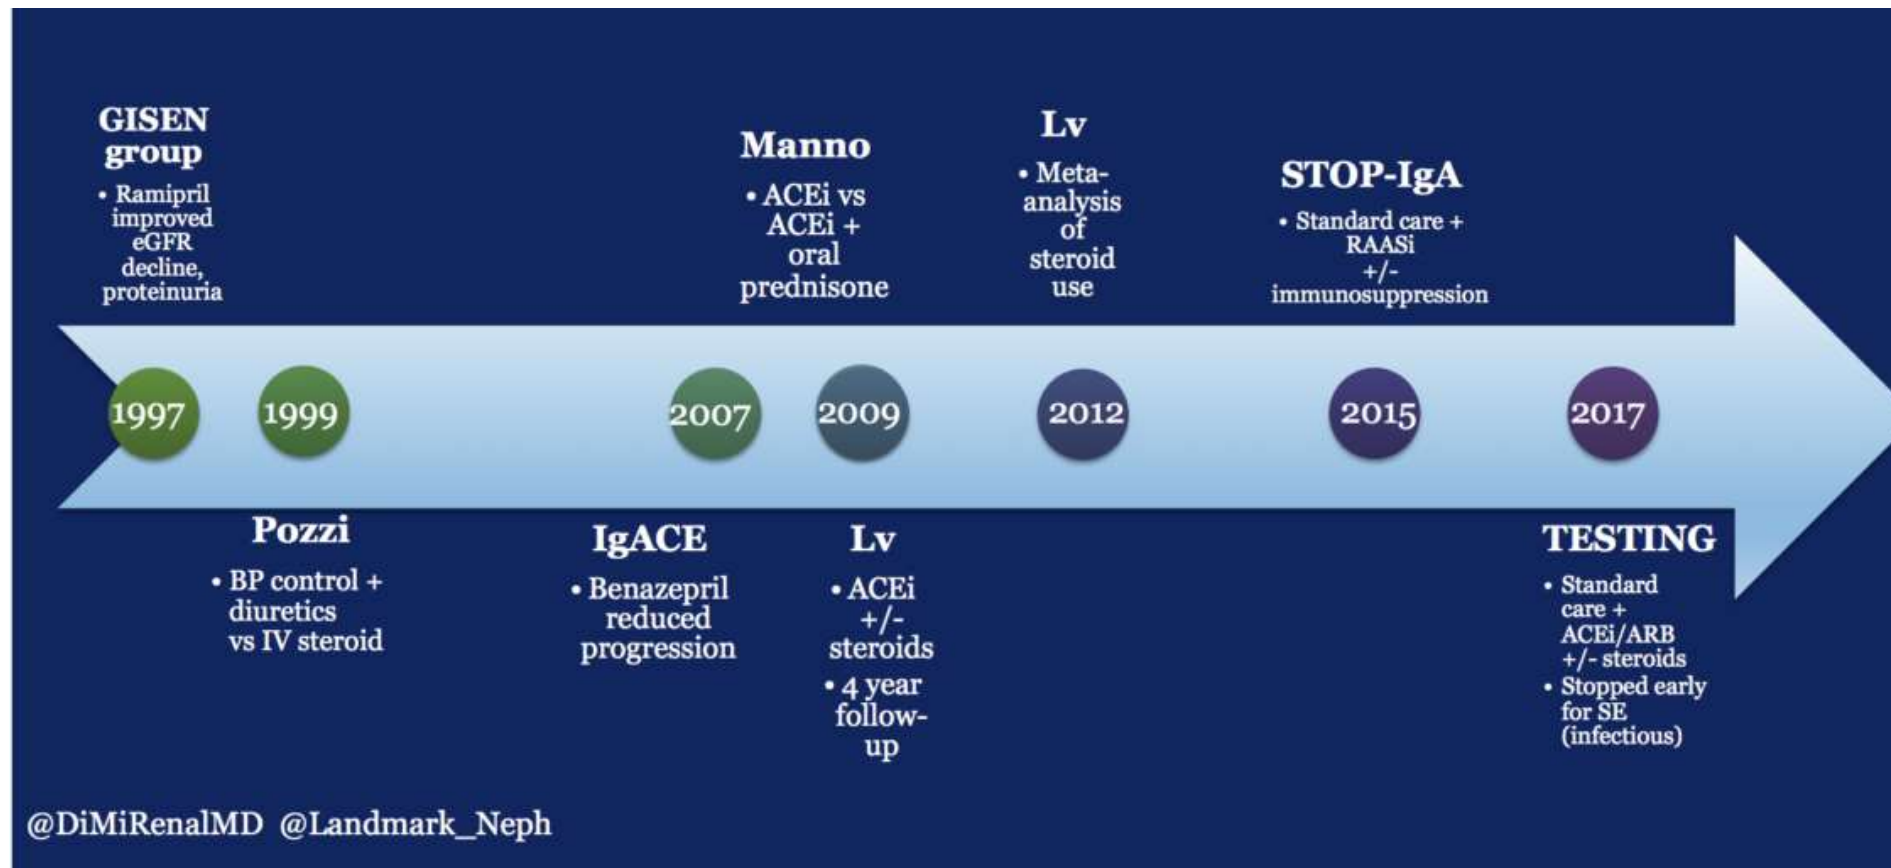 GISEN
group
• Ramipril
improved
eGFR
decline,
proteinuria
Manno
• ACEi vs
ACEi +
oral
prednisone
Lv
• Meta-
analysis
of
steroid
use
STOP-IgA
• Standard care +
RAASi
+/-
immunosuppression
1997
1999
2007
2009
2012
2015
2017
Pozzi
• BP control +
diuretics
vs IV steroid
IgACE
• Benazepril
reduced
progression
Lv
• ACEi
+/-
steroids
• 4 year
follow-
up
TESTING
• Standard
care +
ACEi/ARB
+/- steroids
• Stopped early
for SE
(infectious)
@DiMiRenalMD @Landmark_Neph